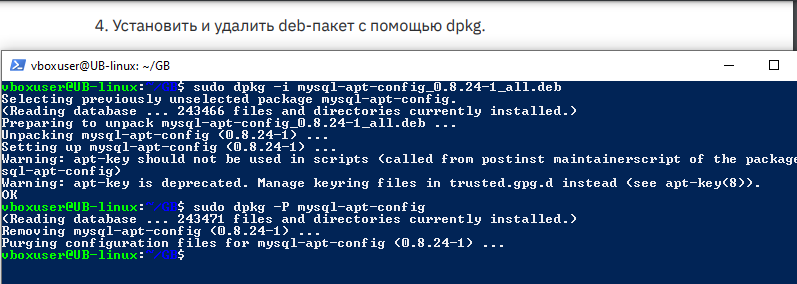 4. Установить и удалить deb-пакет с помощью dpkg.
vboxuser@UB-linux: ~/GB
vboxuser@UB-linux:~/GB$ sudo dpkg -i mysql-apt-config_0.8.24-1_all.deb
Selecting previously unselected package mysql-apt-config.
(Reading database ... 243466 files and directories currently installed.)
Preparing to unpack mysql-apt-config_0.8.24-1_all.deb ...
Unpacking mysql-apt-config (0.8.24-1) ...
Setting up mysql-apt-config (0.8.24-1) ...
Warning: apt-key should not be used in scripts (called from postinst maintainerscript of the package
sql-apt-config)
Warning: apt-key is deprecated. Manage keyring files in trusted.gpg.d instead (see apt-key(8)).
OK
vboxuser@UB-linux:~/GB$ sudo dpkg -P mysql-apt-config
(Reading database ... 243471 files and directories currently installed.)
Removing mysql-apt-config (0.8.24-1) ...
Purging configuration files for mysql-apt-config (0.8.24-1) ...
vboxuser@UB-linux:~/GB$